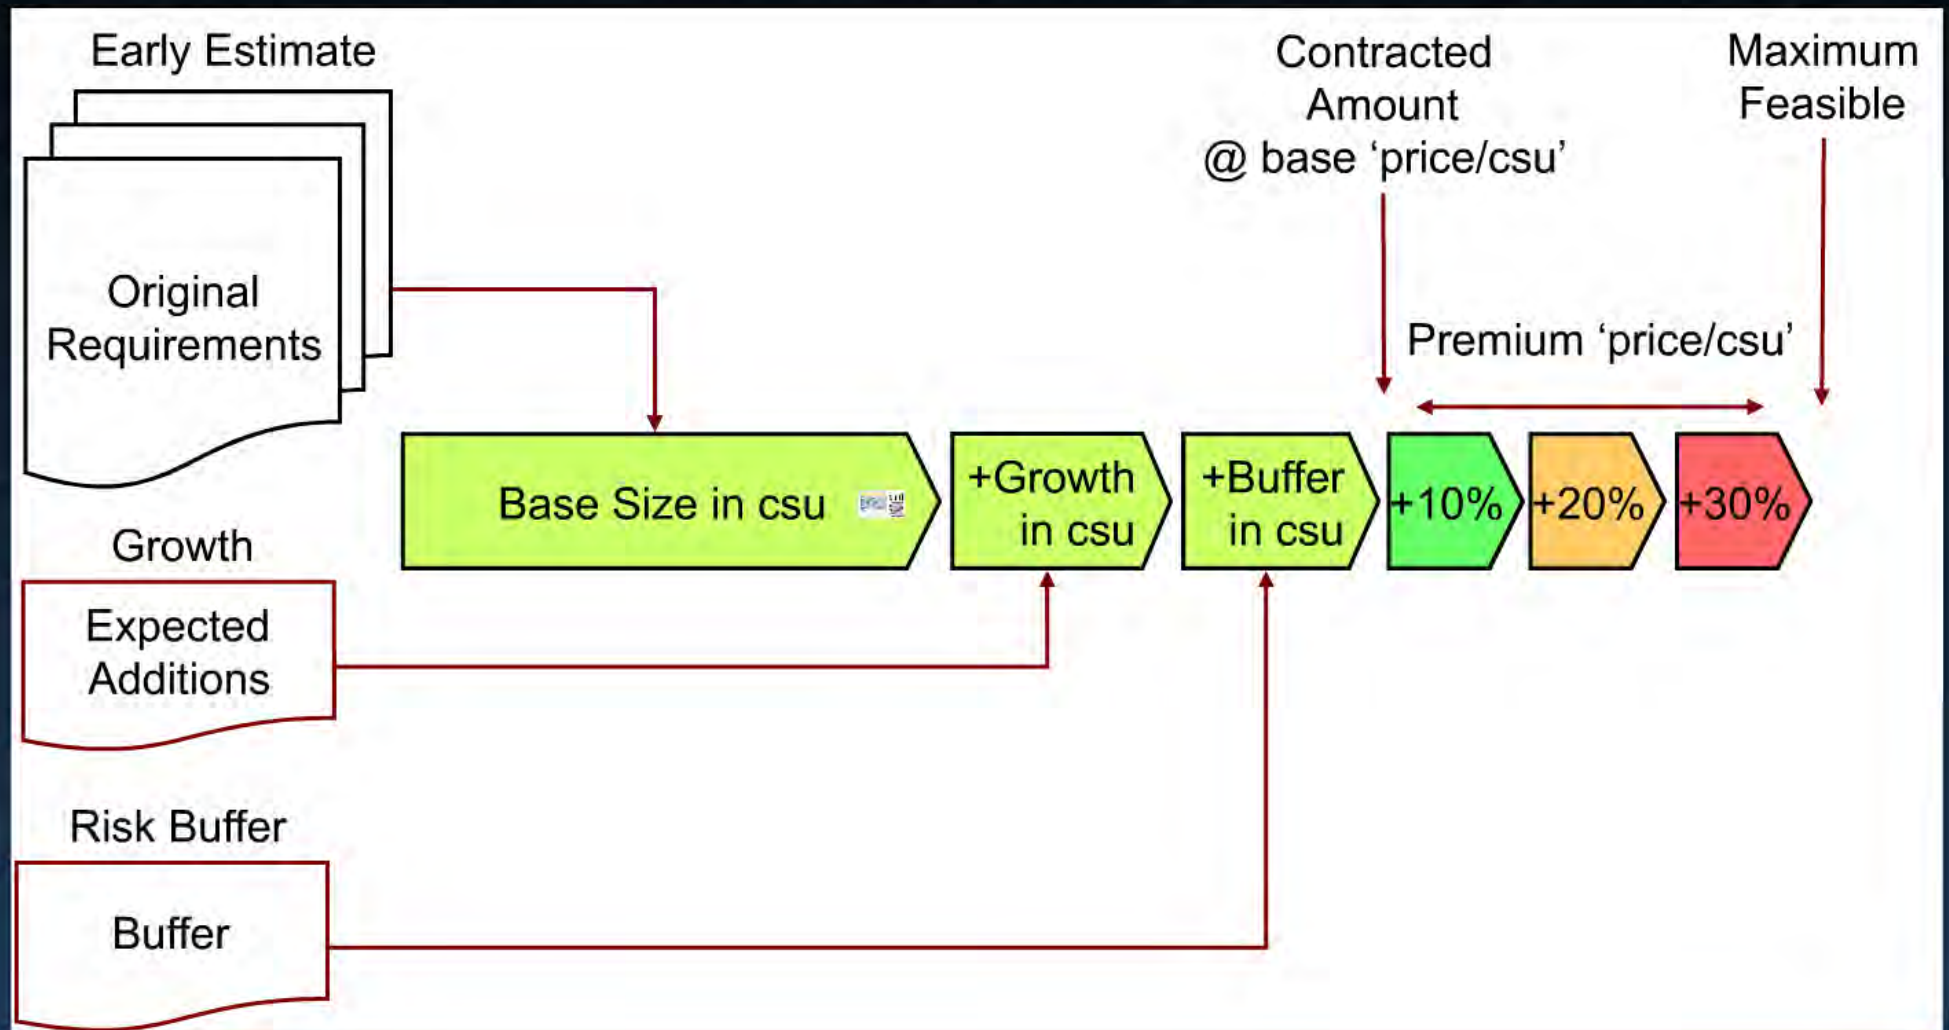 Early Estimate
Original
Requirements
Contracted
Amount
@ base ‘price/csu’
Maximum
Feasible
Premium ‘price/csu’
Base Size in csu
+Growth
in csu
+Buffer
in csu
+10%
+20%
+30%
Growth
Expected
Additions
Risk Buffer
Buffer